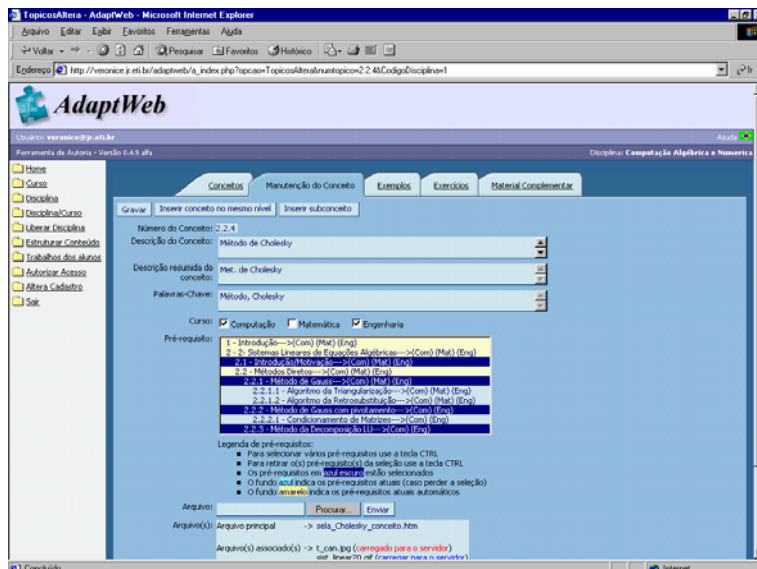 TopicosAltera - AdaptWeb - Microsoft Internet Explorer
Arquivo Editar Exibir Favoritos Ferramentas Ajuda
Voltar Pesquisar Favoritos Histórico
Endereço http://veronice.jr.eti.br/adaptweb/a_index.php?opcao=TopicosAltera&numtopico=2.2.4&CodigoDisciplina=1 Ir
AdaptWeb
Usuário: veronice@jr.eti.br Ajuda
Ferramenta de Autoria - Versão 0.4.9 alfa Disciplina: Computação Algébrica e Numerica
Home
Curso
Disciplina
Disciplina/Curso
Liberar Disciplina
Estruturar Conteúdo
Trabalhos dos alunos
Autorizar Acesso
Altera Cadastro
Sair
Conceitos Manutenção do Conceito Exemplos Exercícios Material Complementar
Gravar Inserir conceito no mesmo nível Inserir subconceito
Número do Conceito: 2.2.4
Descrição do Conceito: Método de Cholesky
Descrição resumida do conceito: Met. de Cholesky
Palavras-Chave: Método, Cholesky
Curso: Computação Matemática Engenharia
Pré-requisito:
1 - Introdução--->(Com) (Mat) (Eng)
2 - 2- Sistemas Lineares de Equações Algébricas--->(Com) (Mat) (Eng)
2.1 - Introdução/Motivação--->(Com) (Mat) (Eng)
2.2 - Métodos Diretos--->(Com) (Mat) (Eng)
2.2.1 - Método de Gauss--->(Com) (Mat) (Eng)
2.2.1.1 - Algoritmo da Triangularização--->(Com) (Mat) (Eng)
2.2.1.2 - Algoritmo da Retrosubstituição--->(Com) (Mat) (Eng)
2.2.2 - Método de Gauss com pivotamento--->(Com) (Mat) (Eng)
2.2.2.1 - Condicionamento de Matrizes--->(Com) (Mat) (Eng)
2.2.3 - Método da Decomposição LU--->(Com) (Eng)
Legenda de pré-requisitos:
Para selecionar vários pré-requisitos use a tecla CTRL
Para retirar o(s) pré-requisito(s) da seleção use a tecla CTRL
Os pré-requisitos em azul escuro estão selecionados
O fundo azul indica os pré-requisitos atuais (caso perder a seleção)
O fundo amarelo indica os pré-requisitos atuais automáticos
Arquivo: Procurar... Enviar
Arquivo(s): Arquivo principal -> sela_Cholesky_conceito.htm
Arquivo(s) associado(s) -> t_can.jpg (carregado para o servidor)
sist_linear20.gif (carregar para o servidor)
Concluído Internet